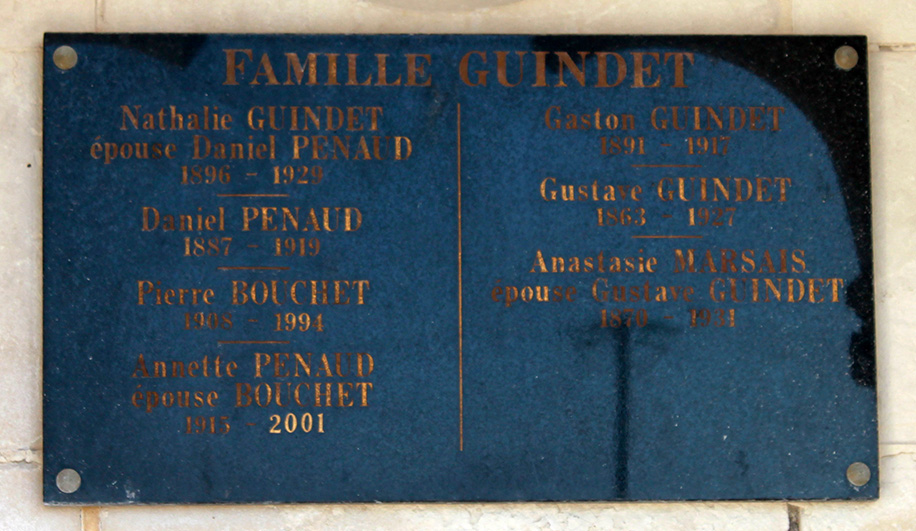 FAMILLE GUINDET
Nathalie GUINDET
épouse Daniel PENAUD
1896 - 1929
Daniel PENAUD
1887 - 1919
Pierre BOUCHET
1908 - 1994
Annette PENAUD
épouse BOUCHET
1915 - 2001
Gaston GUINDET
1891 - 1917
Gustave GUINDET
1863 - 1927
Anastasie MARSAIS
épouse Gustave GUINDET
1870 - 1931